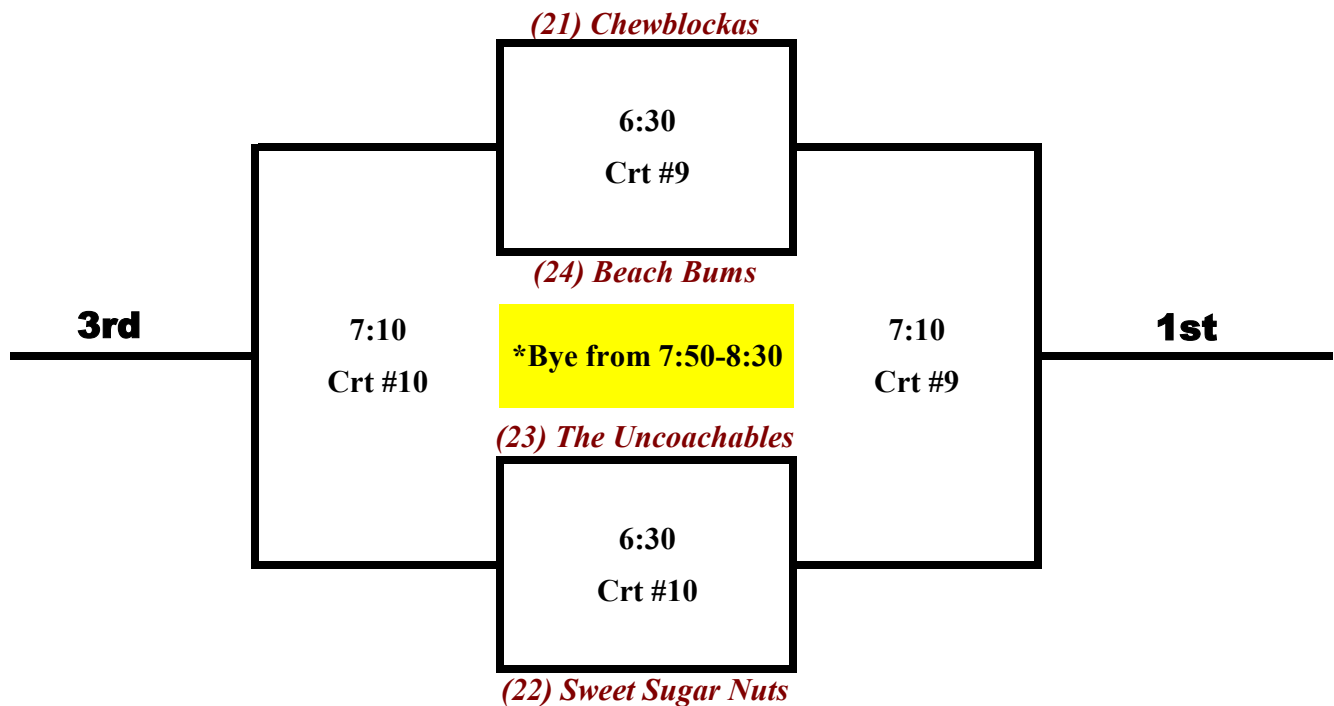 (21) Chewblockas
6:30
Crt #9
(24) Beach Bums
3rd
7:10
Crt #10
*Bye from 7:50-8:30
7:10
Crt #9
1st
(23) The Uncoachables
6:30
Crt #10
(22) Sweet Sugar Nuts